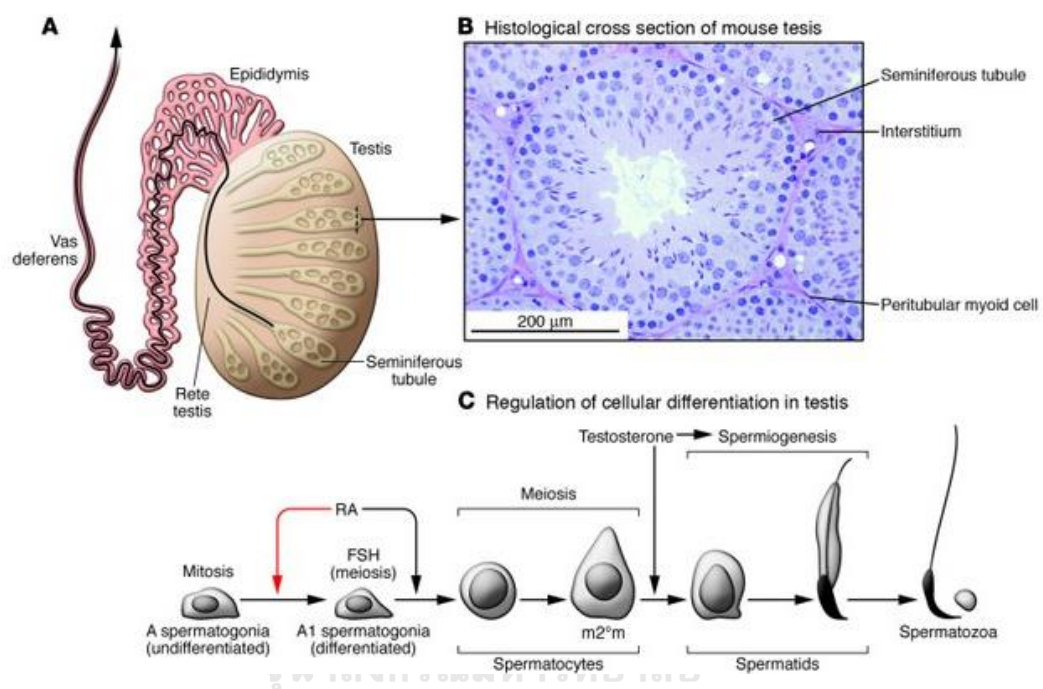 A
Epididymis
Testis
Vas
deferens
Rete
testis
Seminiferous
tubule
B Histological cross section of mouse tesis
Seminiferous tubule
Interstitium
Peritubular myoid cell
200 μm
C Regulation of cellular differentiation in testis
Testosterone
Spermiogenesis
Meiosis
RA
Mitosis
FSH
(meiosis)
A spermatogonia
(undifferentiated)
A1 spermatogonia
(differentiated)
m2°m
Spermatocytes
Spermatids
Spermatozoa